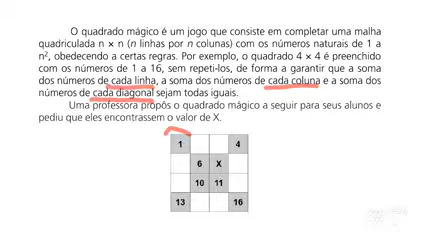 O quadrado mágico é um jogo que consiste em completar uma malha
quadriculada n × n (n linhas por n colunas) com os números naturais de 1 a
n², obedecendo a certas regras. Por exemplo, o quadrado 4 × 4 é preenchido
com os números de 1 a 16, sem repeti-los, de forma a garantir que a soma
dos números de cada linha, a soma dos números de cada coluna e a soma dos
números de cada diagonal sejam todas iguais.
Uma professora propôs o quadrado mágico a seguir para seus alunos e
pediu que eles encontrassem o valor de X.
1 4
6 X
10 11
13 16